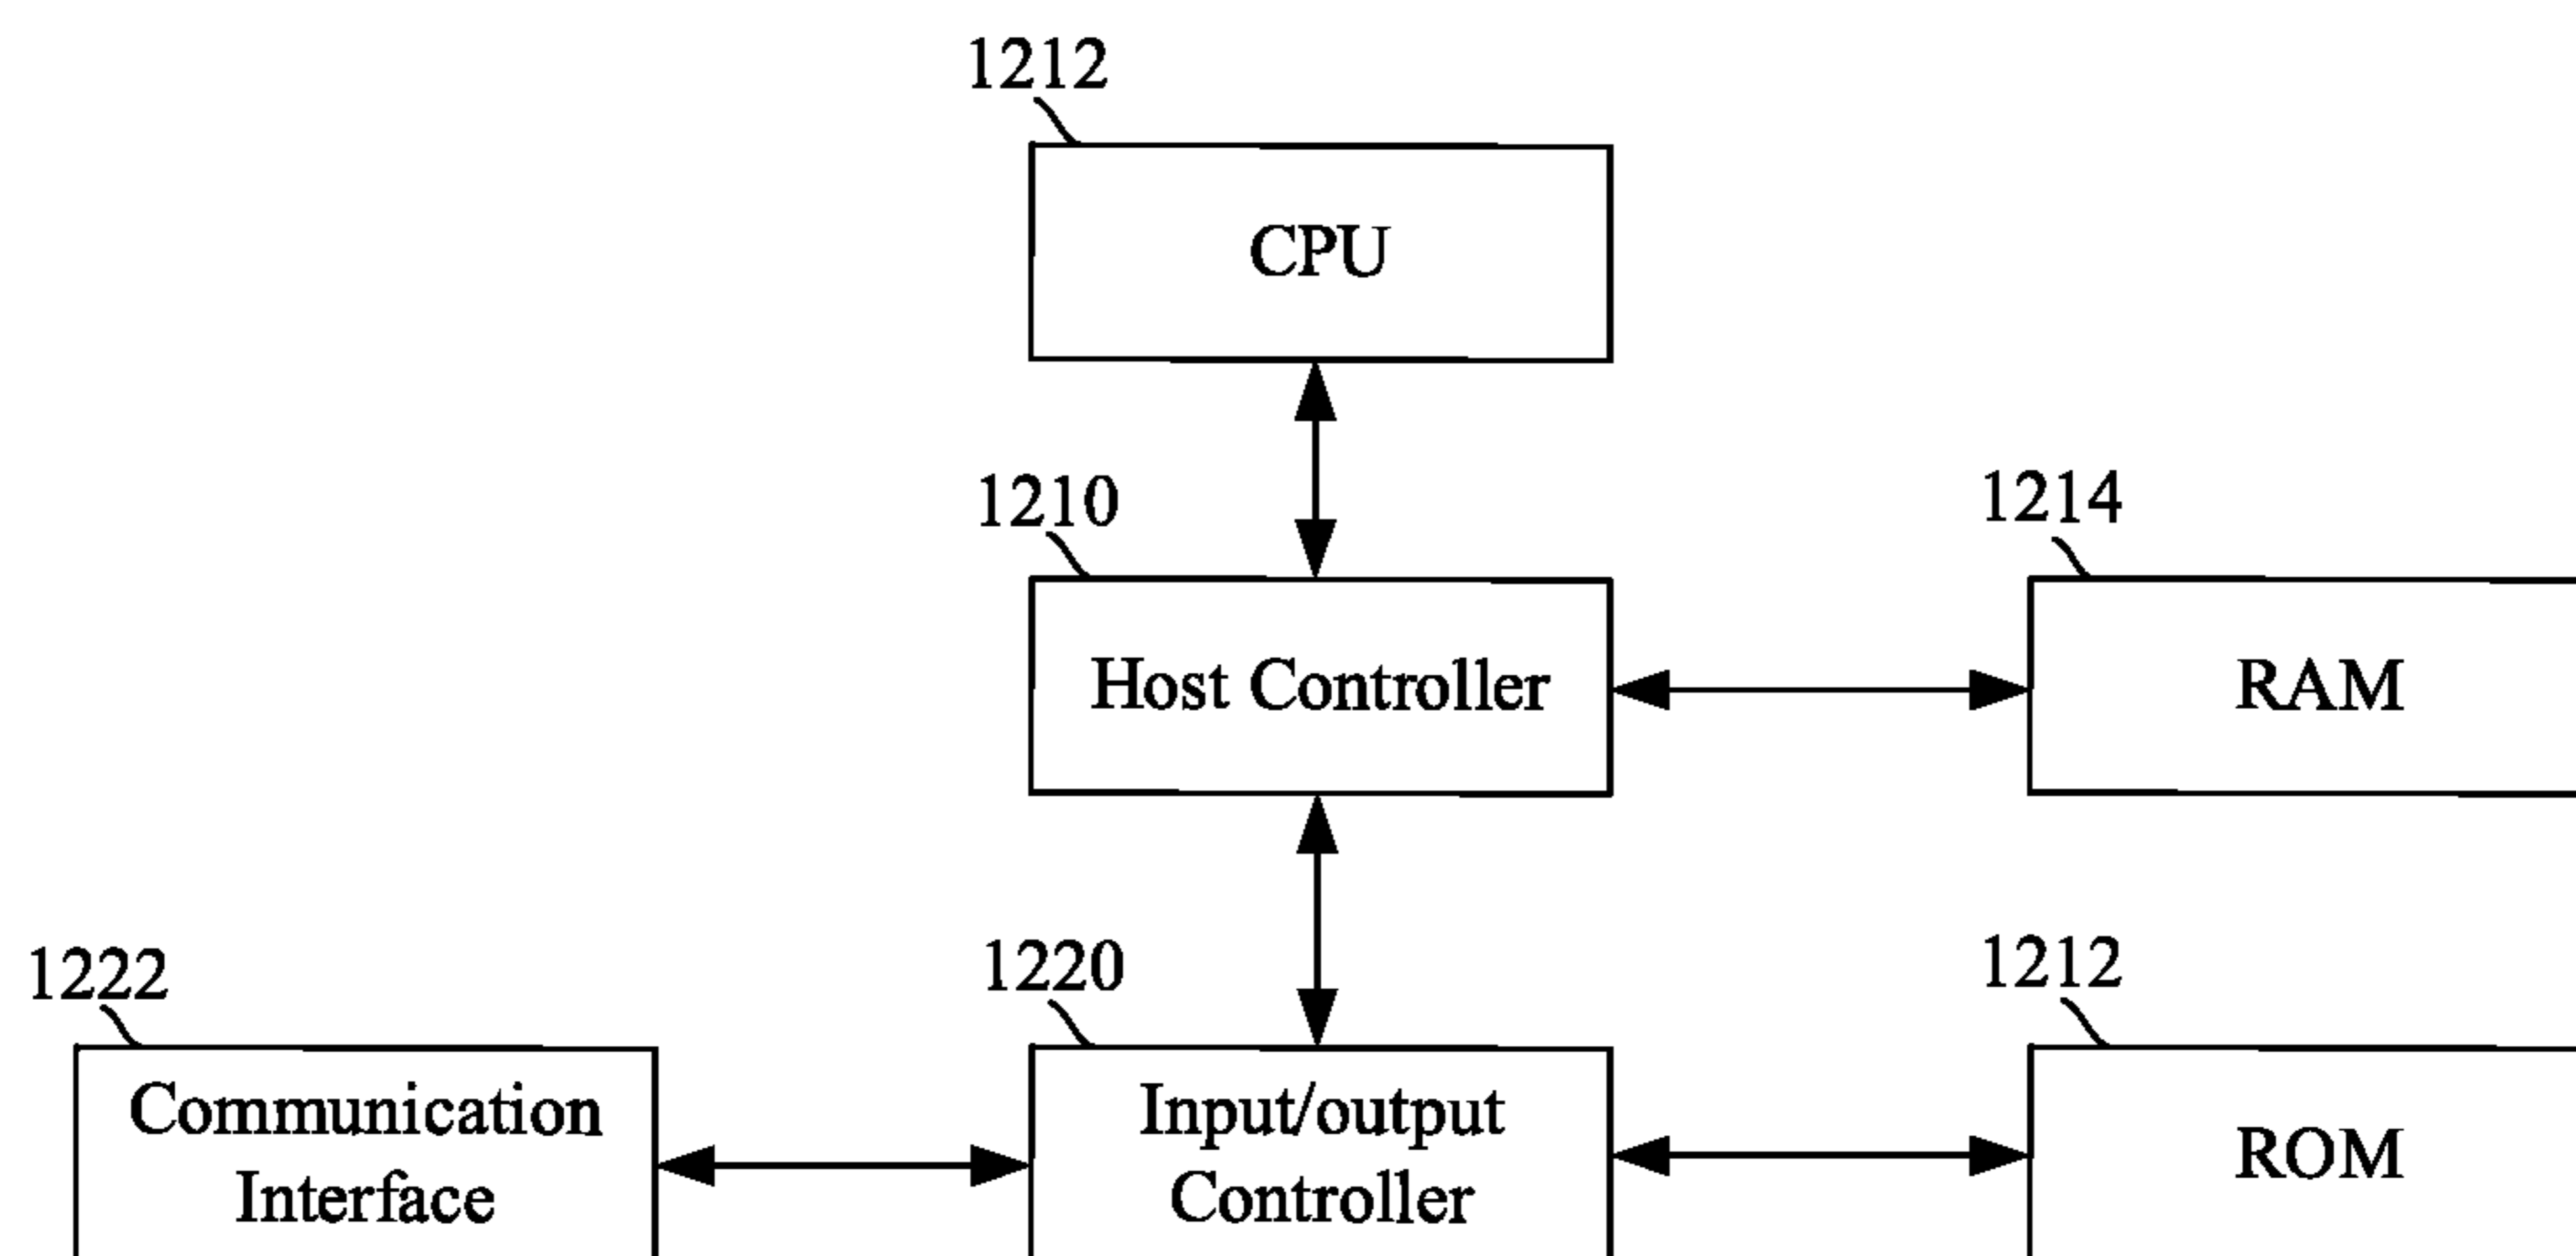 1212
CPU
1210
1214
Host Controller
RAM
1222
1220
1212
Communication
Interface
Input/output
Controller
ROM